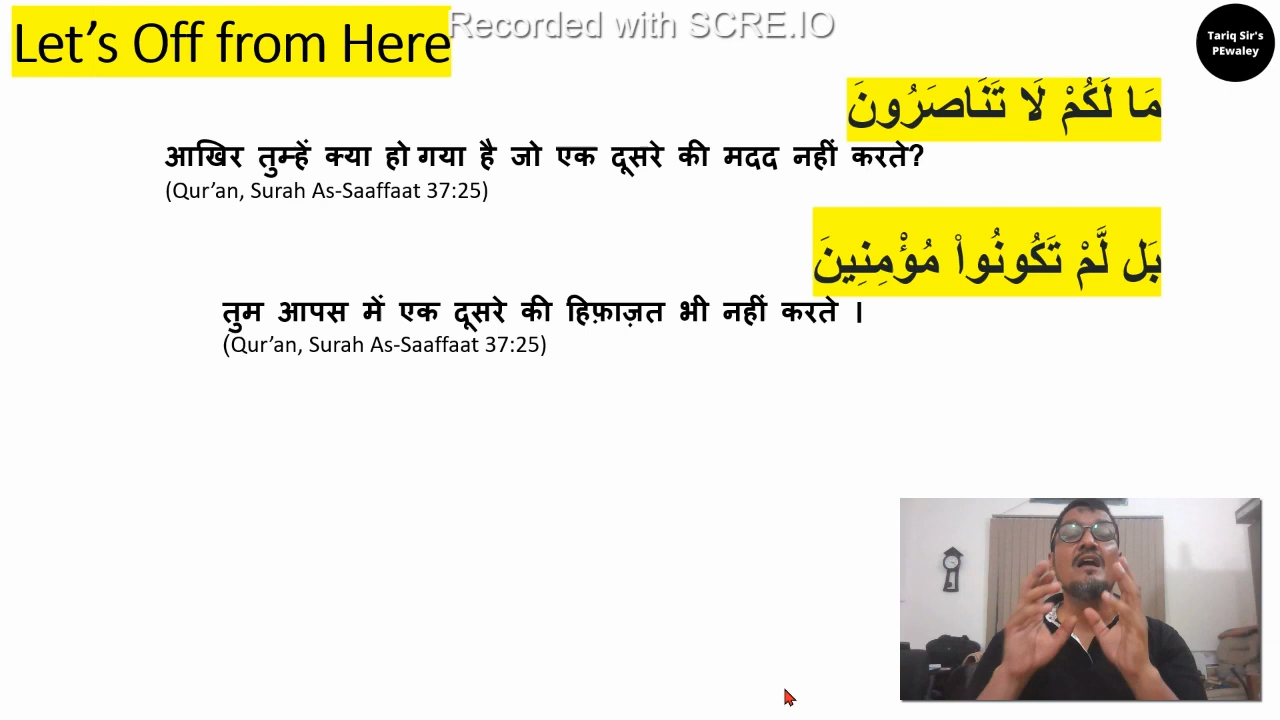 Let's Off from Here
Recorded with SCRE.IO
Tariq Sir's
PEwaley
مَا لَكُمْ لَا تَنَاصَرُونَ
आखिर तुम्हें क्या हो गया है जो एक दूसरे की मदद नहीं करते?
(Qur'an, Surah As-Saaffaat 37:25)
بَل لَّمْ تَكُونُواْ مُؤْمِنِينَ
तुम आपस में एक दूसरे की हिफ़ाज़त भी नहीं करते ।
(Qur'an, Surah As-Saaffaat 37:25)